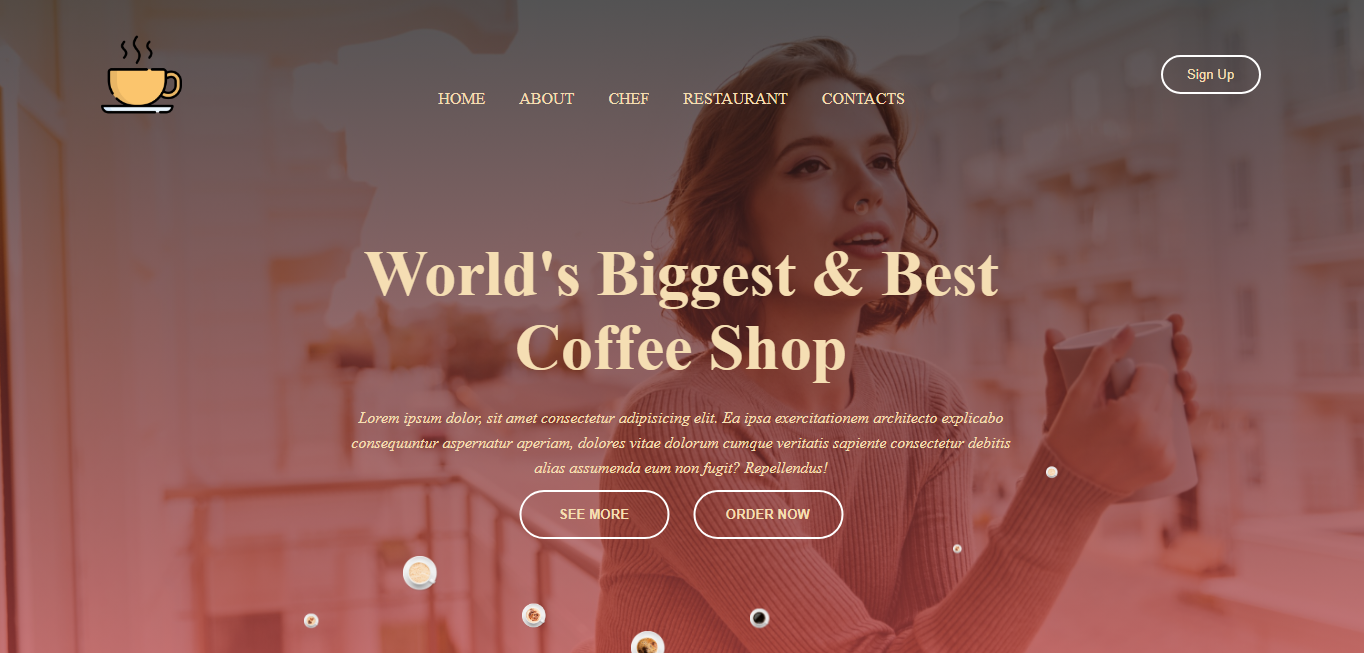 Sign Up
HOME ABOUT CHEF RESTAURANT CONTACTS
World's Biggest & Best
Coffee Shop
Lorem ipsum dolor, sit amet consectetur adipisicing elit. Ea ipsa exercitationem architecto explicabo
consequuntur aspernatur aperiam, dolores vitae dolorum cumque veritatis sapiente consectetur debitis
alias assumenda eum non fugit? Repellendus!
SEE MORE ORDER NOW